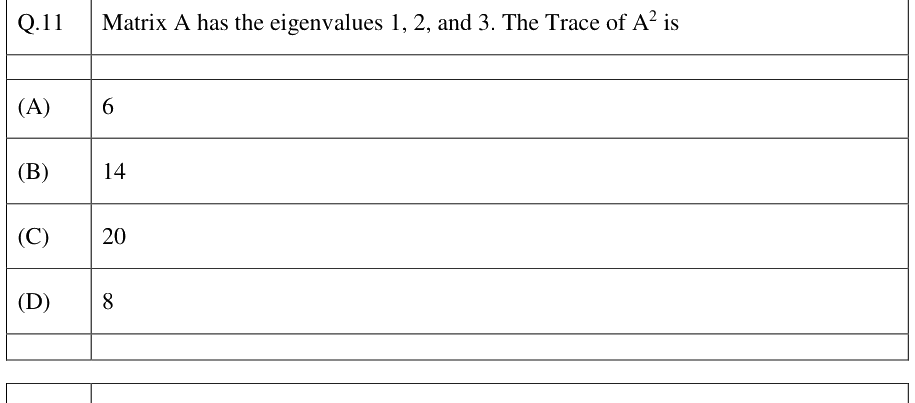 Q.11 Matrix A has the eigenvalues 1, 2, and 3. The Trace of A² is
(A) 6
(B) 14
(C) 20
(D) 8